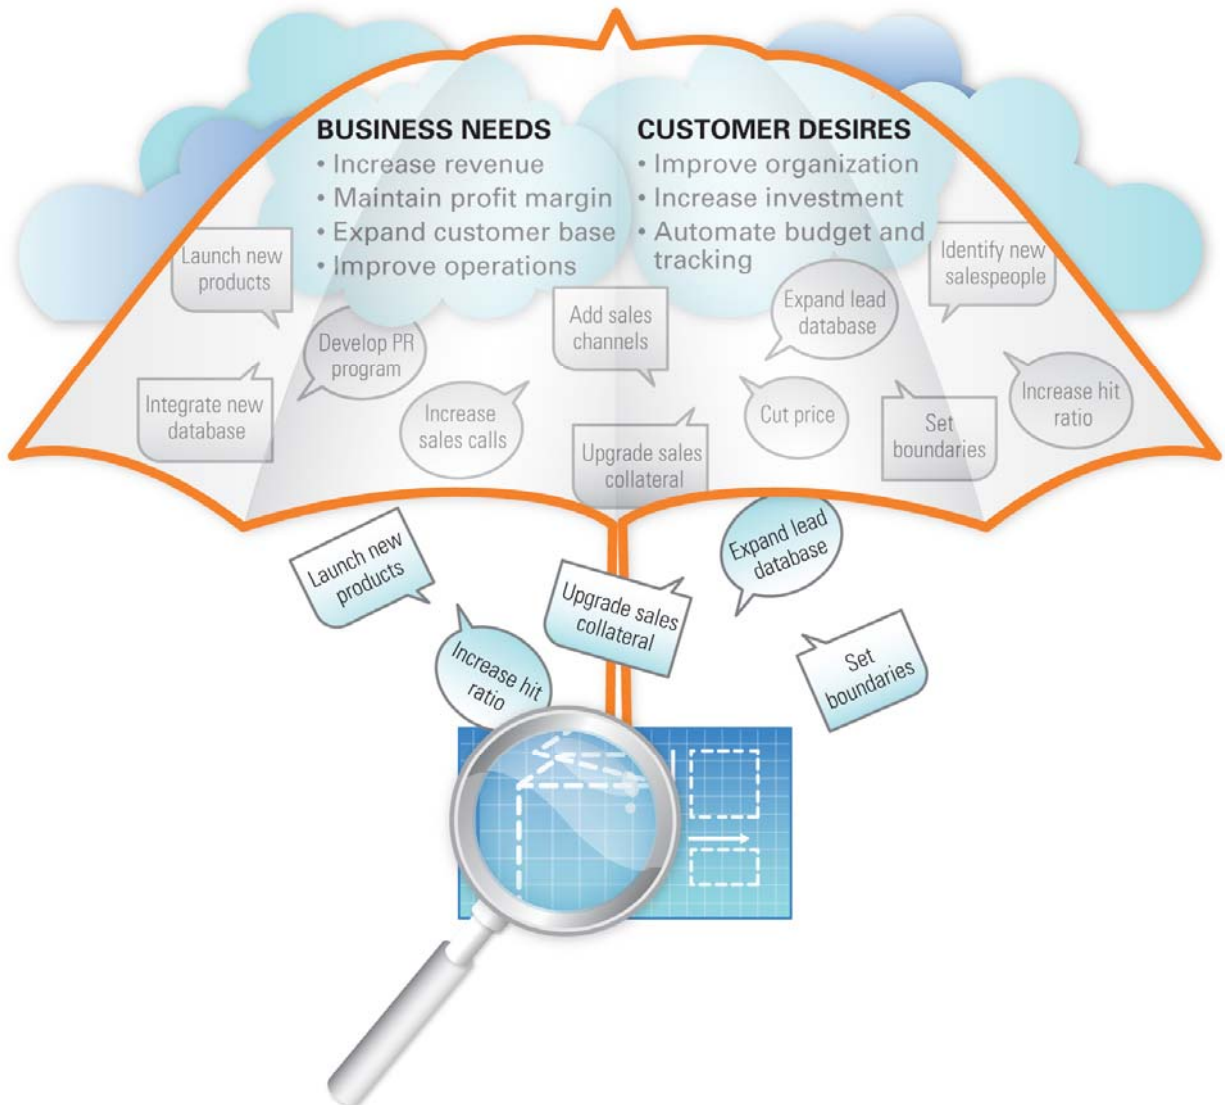 BUSINESS NEEDS
• Increase revenue
• Maintain profit margin
• Expand customer base
• Improve operations
CUSTOMER DESIRES
• Improve organization
• Increase investment
• Automate budget and
tracking
Launch new
products
Identify new
salespeople
Develop PR
program
Add sales
channels
Expand lead
database
Integrate new
database
Increase
sales calls
Upgrade sales
collateral
Cut price
Set
boundaries
Increase hit
ratio
Launch new
products
Expand lead
database
Upgrade sales
collateral
Increase hit
ratio
Set
boundaries